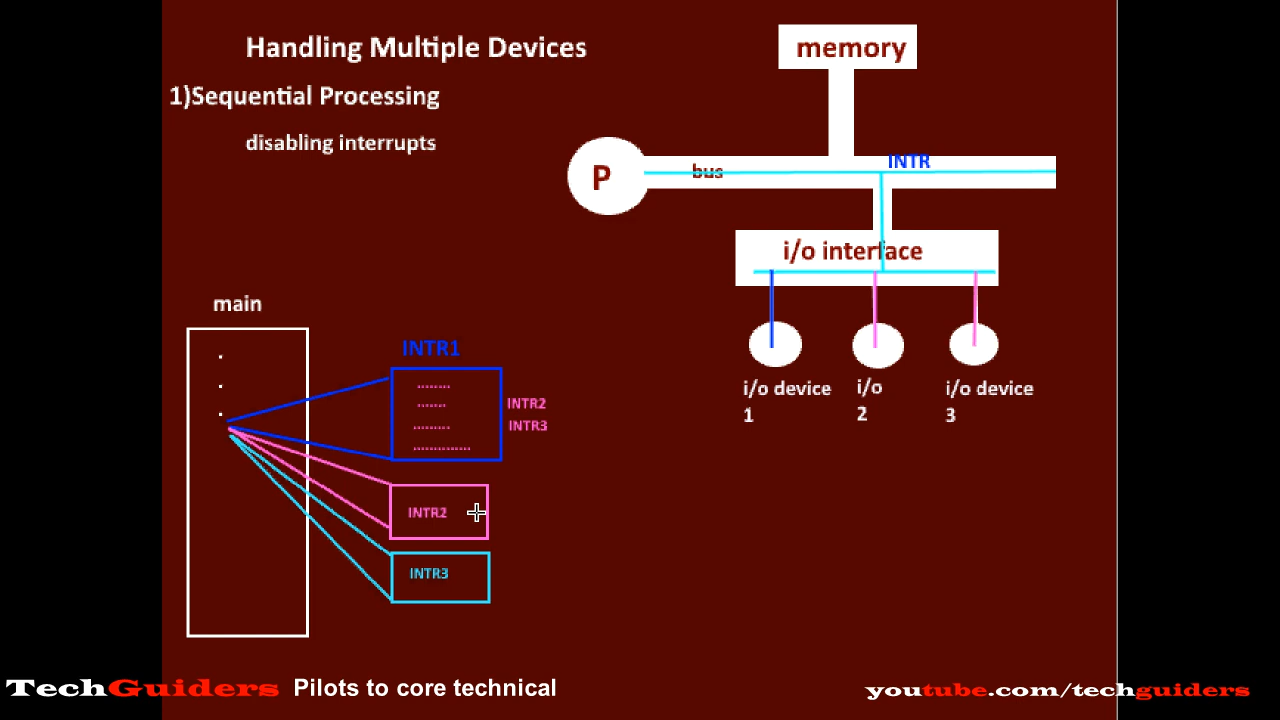 Handling Multiple Devices
1)Sequential Processing
disabling interrupts
memory
P
bus
INTR
i/o interface
i/o device
1
i/o
2
i/o device
3
main
INTR1
INTR2
INTR3
INTR2
INTR3
TechGuiders Pilots to core technical
youtube.com/techguiders